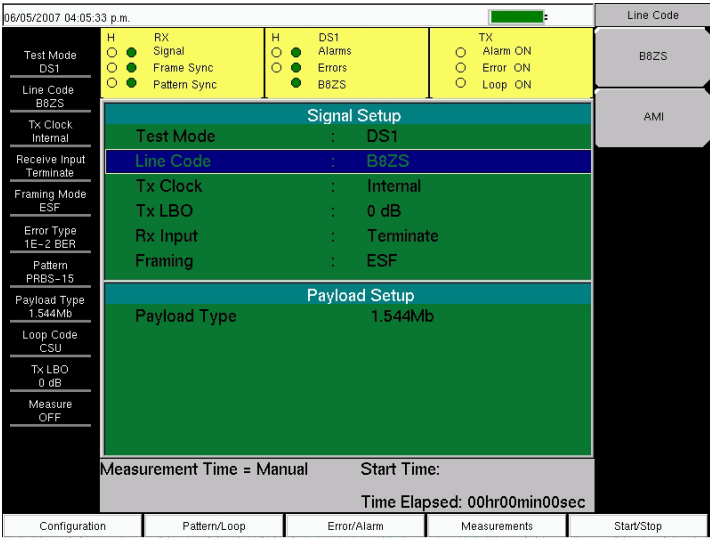 06/05/2007 04:05:33 p.m.
Line Code
H RX
Signal
Frame Sync
Pattern Sync
H DS1
Alarms
Errors
B8ZS
TX
Alarm ON
Error ON
Loop ON
B8ZS
AMI
Test Mode
DS1
Line Code
B8ZS
Tx Clock
Internal
Receive Input
Terminate
Framing Mode
ESF
Error Type
1E-2 BER
Pattern
PRBS-15
Payload Type
1.544Mb
Loop Code
CSU
Tx LBO
0 dB
Measure
OFF
Signal Setup
Test Mode : DS1
Line Code : B8ZS
Tx Clock : Internal
Tx LBO : 0 dB
Rx Input : Terminate
Framing : ESF
Payload Setup
Payload Type 1.544Mb
Measurement Time = Manual Start Time:
Time Elapsed: 00hr00min00sec
Configuration Pattern/Loop Error/Alarm Measurements Start/Stop